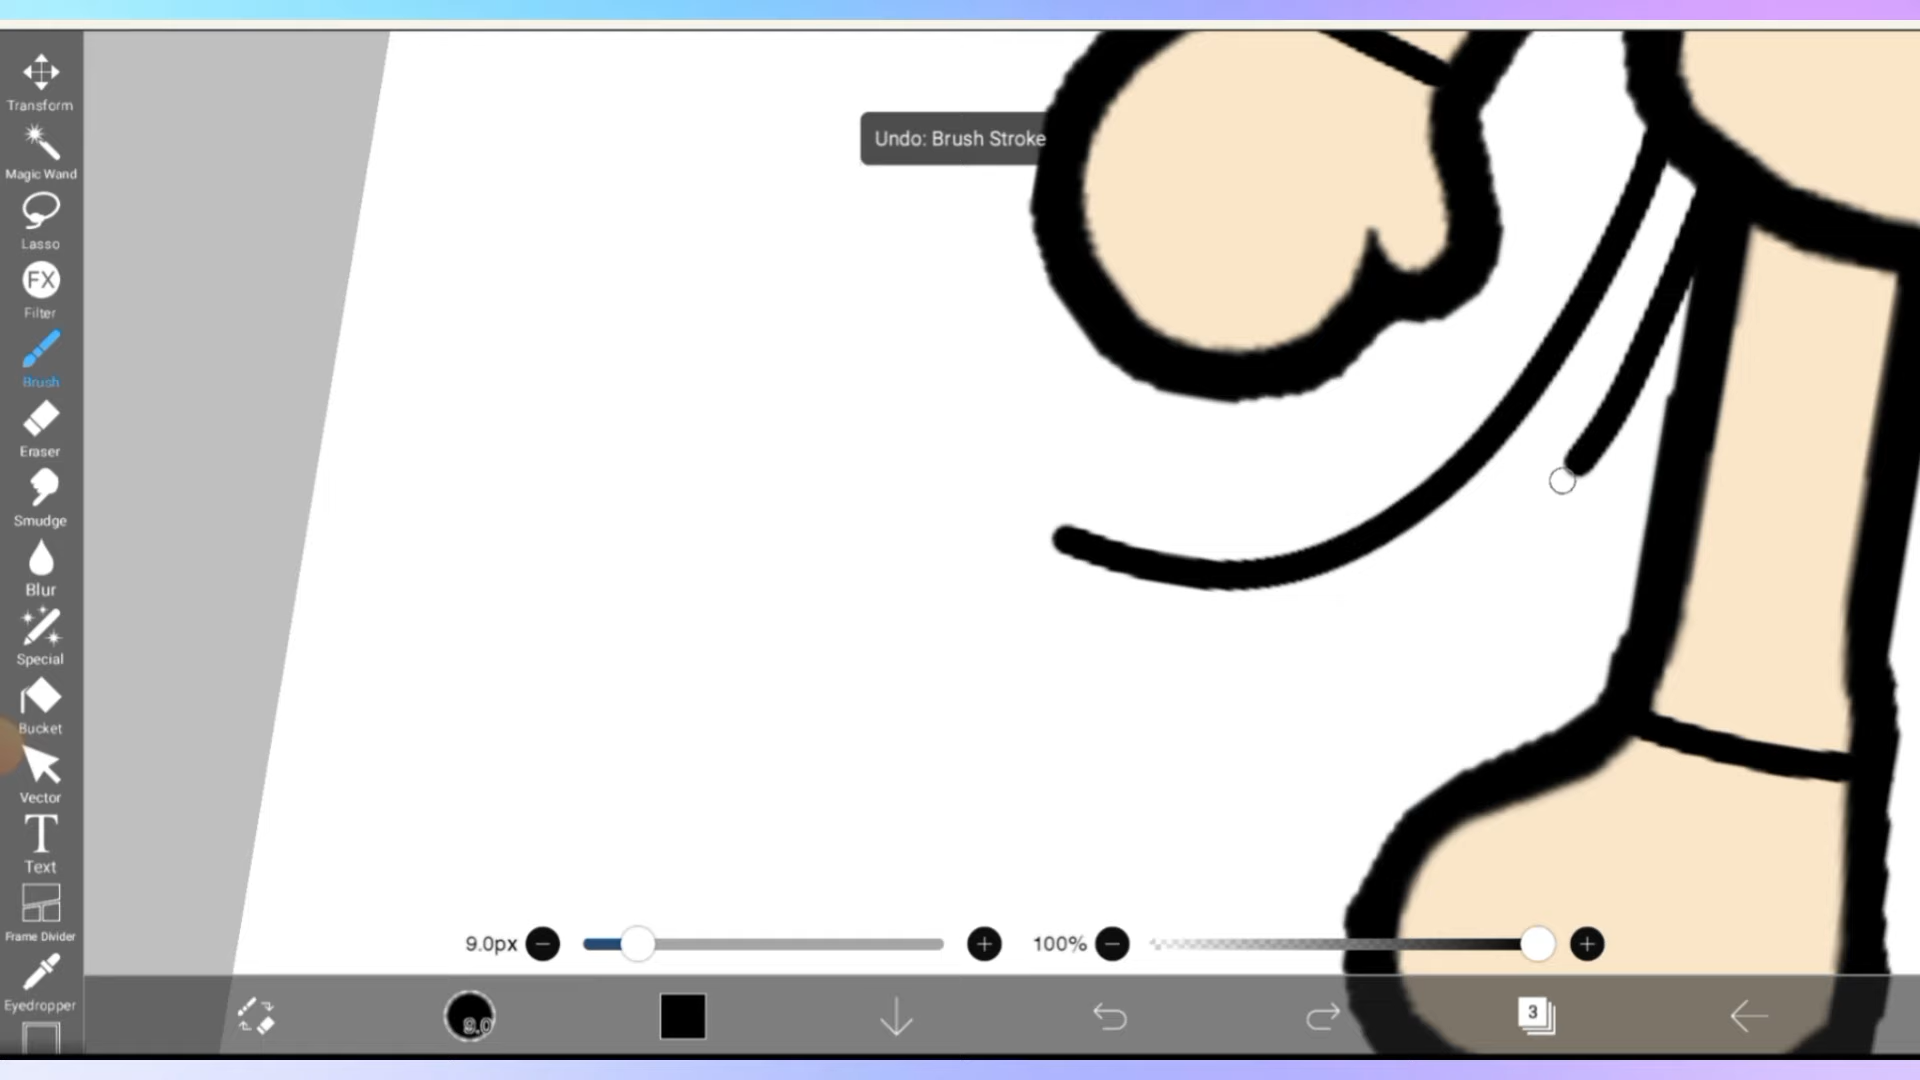 Transform
Magic Wand
Lasso
FX
Filter
Brush
Eraser
Smudge
Blur
Special
Bucket
Vector
T
Text
Frame Divider
Eyedropper
Undo: Brush Stroke
9.0px
100%
9.0
3